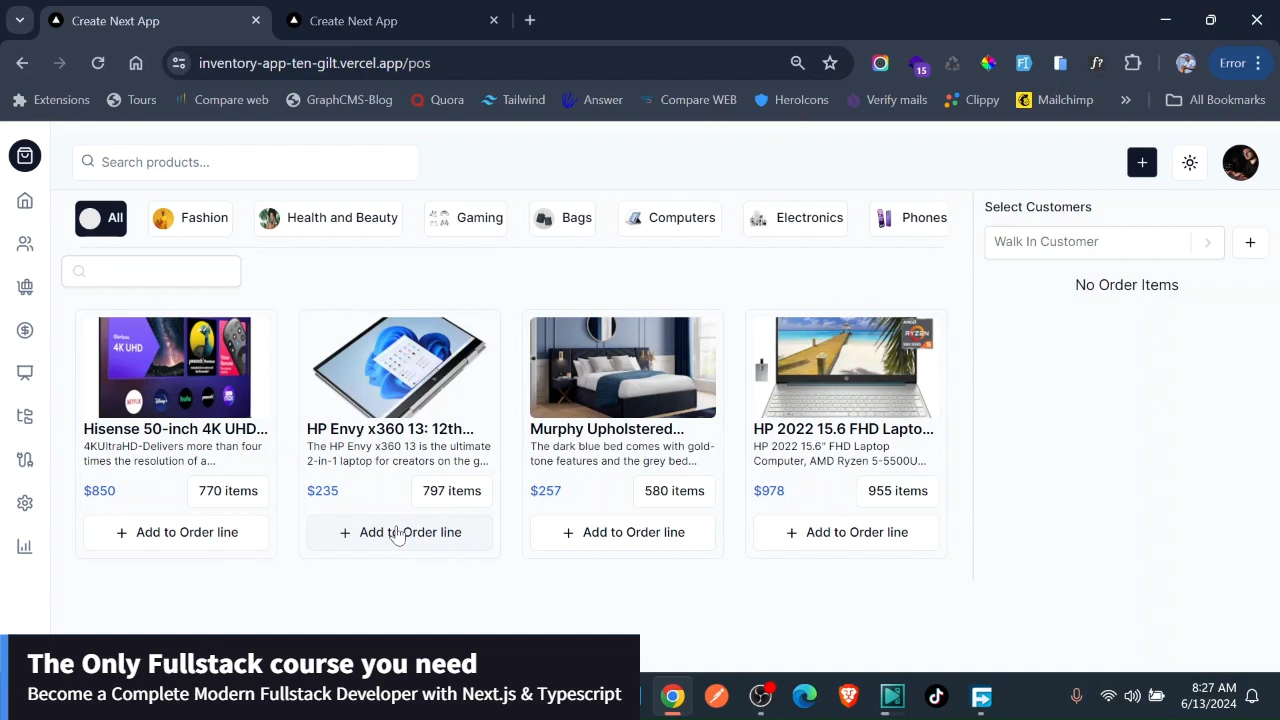 Create Next App
Create Next App
inventory-app-ten-gilt.vercel.app/pos
15
Error
Extensions
Tours
Compare web
GraphCMS-Blog
Quora
Tailwind
Answer
Compare WEB
HeroIcons
Verify mails
Clippy
Mailchimp
All Bookmarks
Search products...
All
Fashion
Health and Beauty
Gaming
Bags
Computers
Electronics
Phones
Select Customers
Walk In Customer
No Order Items
4K UHD
NETFLIX
AMD
RYZEN
Hisense 50-inch 4K UHD...
4KUltraHD-Delivers more than four
times the resolution of a...
$850
770 items
Add to Order line
HP Envy x360 13: 12th...
The HP Envy x360 13 is the ultimate
2-in-1 laptop for creators on the g...
$235
797 items
Add to Order line
Murphy Upholstered...
The dark blue bed comes with gold-
tone features and the grey bed...
$257
580 items
Add to Order line
HP 2022 15.6 FHD Lapto...
HP 2022 15.6" FHD Laptop
Computer, AMD Ryzen 5-5500U...
$978
955 items
Add to Order line
The Only Fullstack course you need
Become a Complete Modern Fullstack Developer with Next.js & Typescript
8:27 AM
6/13/2024